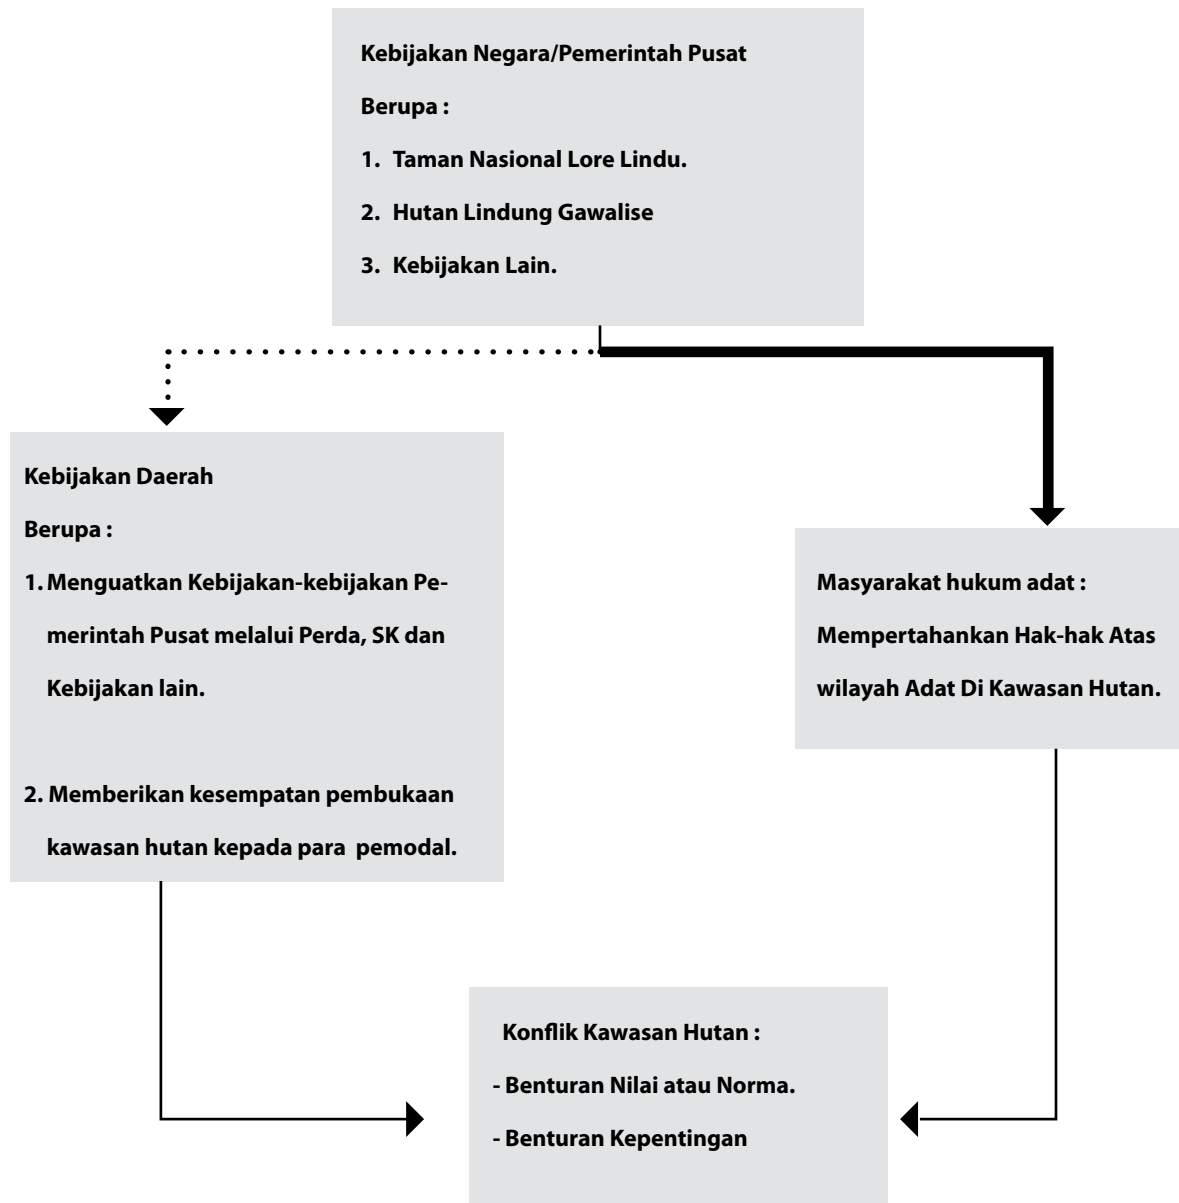 Kebijakan Negara/Pemerintah Pusat
Berupa :
1. Taman Nasional Lore Lindu.
2. Hutan Lindung Gawalise
3. Kebijakan Lain.
Kebijakan Daerah
Berupa :
1. Menguatkan Kebijakan-kebijakan Pe-
merintah Pusat melalui Perda, SK dan
Kebijakan lain.
2. Memberikan kesempatan pembukaan
kawasan hutan kepada para pemodal.
Masyarakat hukum adat :
Mempertahankan Hak-hak Atas
wilayah Adat Di Kawasan Hutan.
Konflik Kawasan Hutan :
- Benturan Nilai atau Norma.
- Benturan Kepentingan